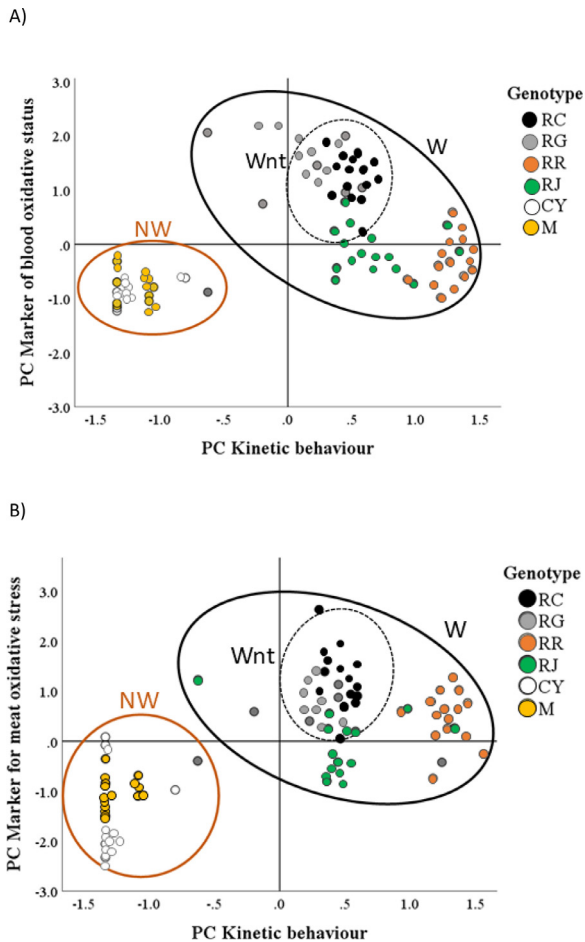 A)
PC Marker of blood oxidative status
3.0
2.0
1.0
.0
-1.0
-2.0
-3.0
W
Wnt
NW
Genotype
RC
RG
RR
RJ
CY
M
-1.5 -1.0 -.5 .0 .5 1.0 1.5
PC Kinetic behaviour
B)
PC Marker for meat oxidative stress
3.0
2.0
1.0
.0
-1.0
-2.0
-3.0
W
Wnt
NW
Genotype
RC
RG
RR
RJ
CY
M
-1.5 -1.0 -.5 .0 .5 1.0 1.5
PC Kinetic behaviour